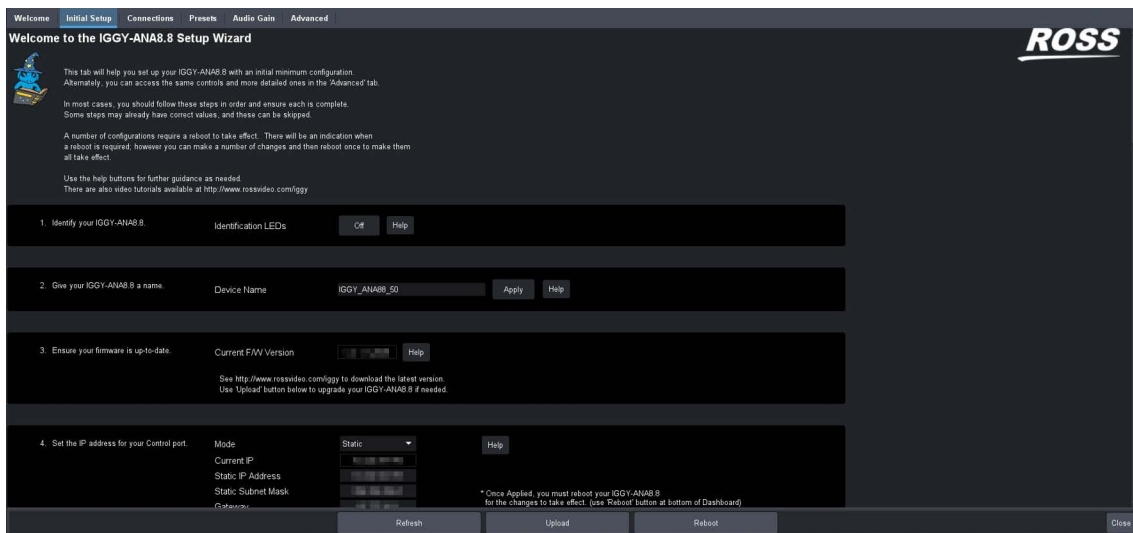 Welcome Initial Setup Connections Presets Audio Gain Advanced
Welcome to the IGGY-ANA8.8 Setup Wizard
ROSS
This tab will help you set up your IGGY-ANA8.8 with an initial minimum configuration.
Alternately, you can access the same controls and more detailed ones in the 'Advanced' tab.
In most cases, you should follow these steps in order and ensure each is complete.
Some steps may already have correct values, and these can be skipped.
A number of configurations require a reboot to take effect. There will be an indication when
a reboot is required; however you can make a number of changes and then reboot once to make them
all take effect.
Use the help buttons for further guidance as needed.
There are also video tutorials available at http://www.rossvideo.com/iggy
1. Identify your IGGY-ANA8.8. Identification LEDs Off Help
2. Give your IGGY-ANA8.8 a name. Device Name IGGY_ANA88_50 Apply Help
3. Ensure your firmware is up-to-date. Current F/W Version Help
See http://www.rossvideo.com/iggy to download the latest version.
Use 'Upload' button below to upgrade your IGGY-ANA8.8 if needed.
4. Set the IP address for your Control port. Mode Static Help
Current IP
Static IP Address
Static Subnet Mask
* Once Applied, you must reboot your IGGY-ANA8.8
for the changes to take effect. (use 'Reboot' button at bottom of Dashboard)
Gateway
Refresh Upload Reboot Close